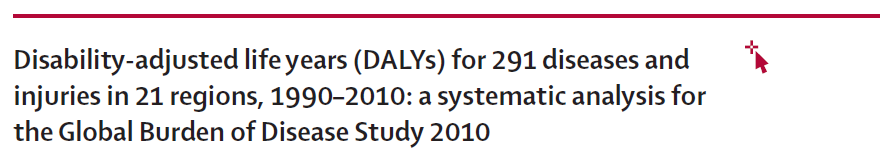 Disability-adjusted life years (DALYs) for 291 diseases and
injuries in 21 regions, 1990–2010: a systematic analysis for
the Global Burden of Disease Study 2010